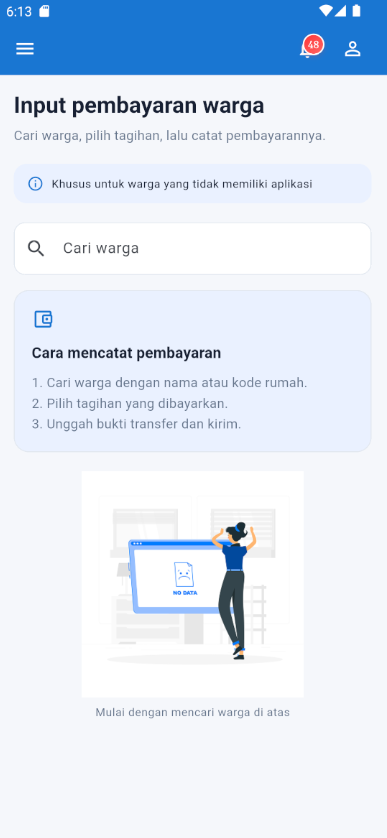 6:13
48
Input pembayaran warga
Cari warga, pilih tagihan, lalu catat pembayarannya.
Khusus untuk warga yang tidak memiliki aplikasi
Cari warga
Cara mencatat pembayaran
1. Cari warga dengan nama atau kode rumah.
2. Pilih tagihan yang dibayarkan.
3. Unggah bukti transfer dan kirim.
NO DATA
Mulai dengan mencari warga di atas